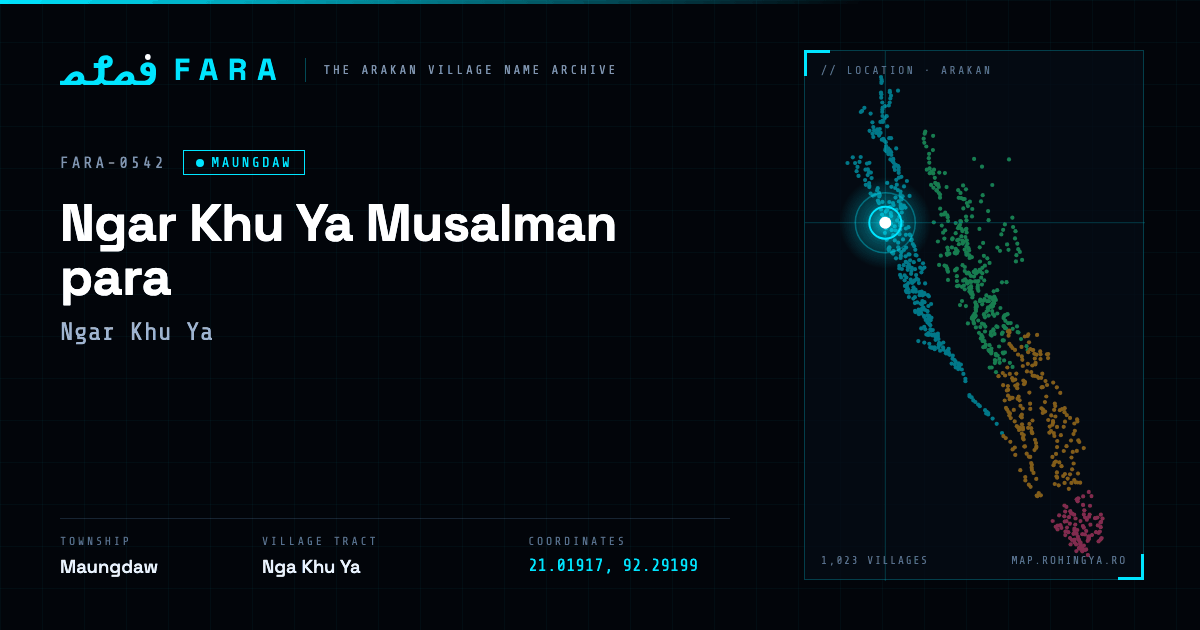 FARA
THE ARAKAN VILLAGE NAME ARCHIVE
FARA-0542
MAUNGDAW
Ngar Khu Ya Musalman
para
Ngar Khu Ya
TOWNSHIP
Maungdaw
VILLAGE TRACT
Nga Khu Ya
COORDINATES
21.01917, 92.29199
// LOCATION · ARAKAN
1,023 VILLAGES
MAP.ROHINGYA.RO